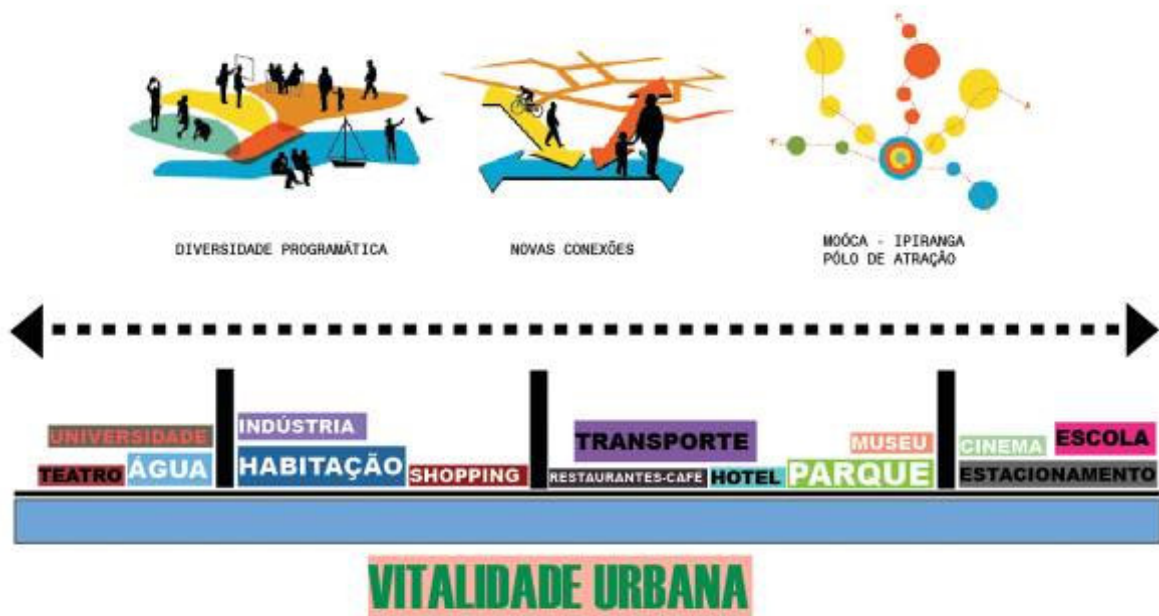 DIVERSIDADE PROGRAMÁTICA
NOVAS CONEXÕES
MOÓCA - IPIRANGA
PÓLO DE ATRAÇÃO
UNIVERSIDADE
TEATRO
ÁGUA
INDÚSTRIA
HABITAÇÃO
SHOPPING
TRANSPORTE
RESTAURANTES-CAFE
HOTEL
MUSEU
PARQUE
CINEMA
ESCOLA
ESTACIONAMENTO
VITALIDADE URBANA